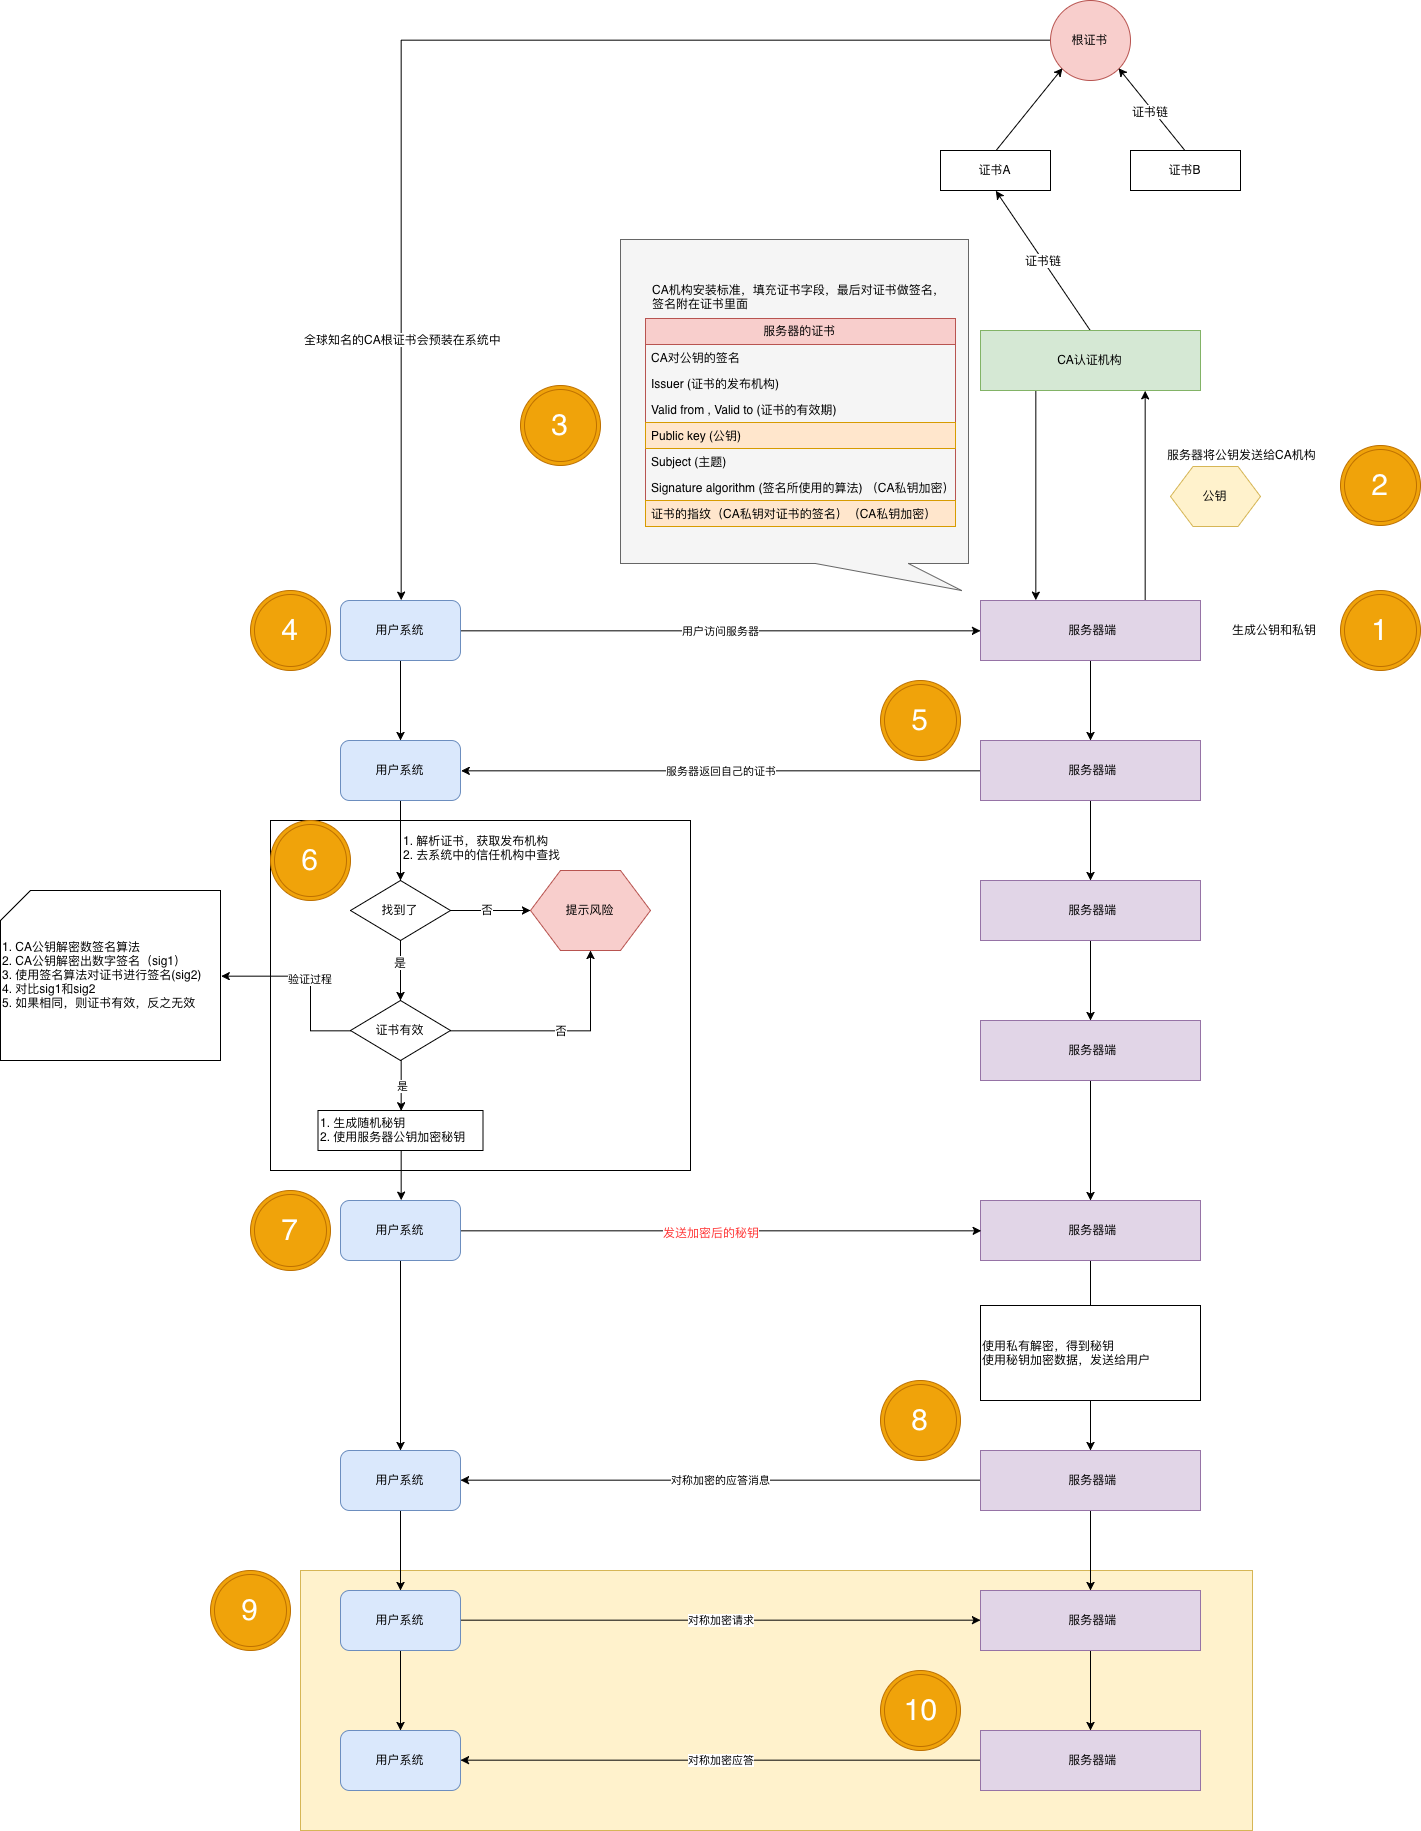 根证书
证书链
证书A
证书B
证书链
CA机构安装标准，填充证书字段，最后对证书做签名，
签名附在证书里面
服务器的证书
CA对公钥的签名
Issuer (证书的发布机构)
Valid from , Valid to (证书的有效期)
Public key (公钥)
Subject (主题)
Signature algorithm (签名所使用的算法) （CA私钥加密）
证书的指纹（CA私钥对证书的签名）（CA私钥加密）
全球知名的CA根证书会预装在系统中
CA认证机构
3
服务器将公钥发送给CA机构
公钥
2
4
用户系统
用户访问服务器
服务器端
生成公钥和私钥
1
5
用户系统
服务器返回自己的证书
服务器端
6
1. 解析证书，获取发布机构
2. 去系统中的信任机构中查找
找到了
否
提示风险
服务器端
是
1. CA公钥解密数签名算法
2. CA公钥解密出数字签名（sig1）
3. 使用签名算法对证书进行签名(sig2)
4. 对比sig1和sig2
5. 如果相同，则证书有效，反之无效
验证过程
证书有效
否
服务器端
是
1. 生成随机秘钥
2. 使用服务器公钥加密秘钥
7
用户系统
发送加密后的秘钥
服务器端
使用私有解密，得到秘钥
使用秘钥加密数据，发送给用户
8
用户系统
对称加密的应答消息
服务器端
9
用户系统
对称加密请求
服务器端
10
用户系统
对称加密应答
服务器端